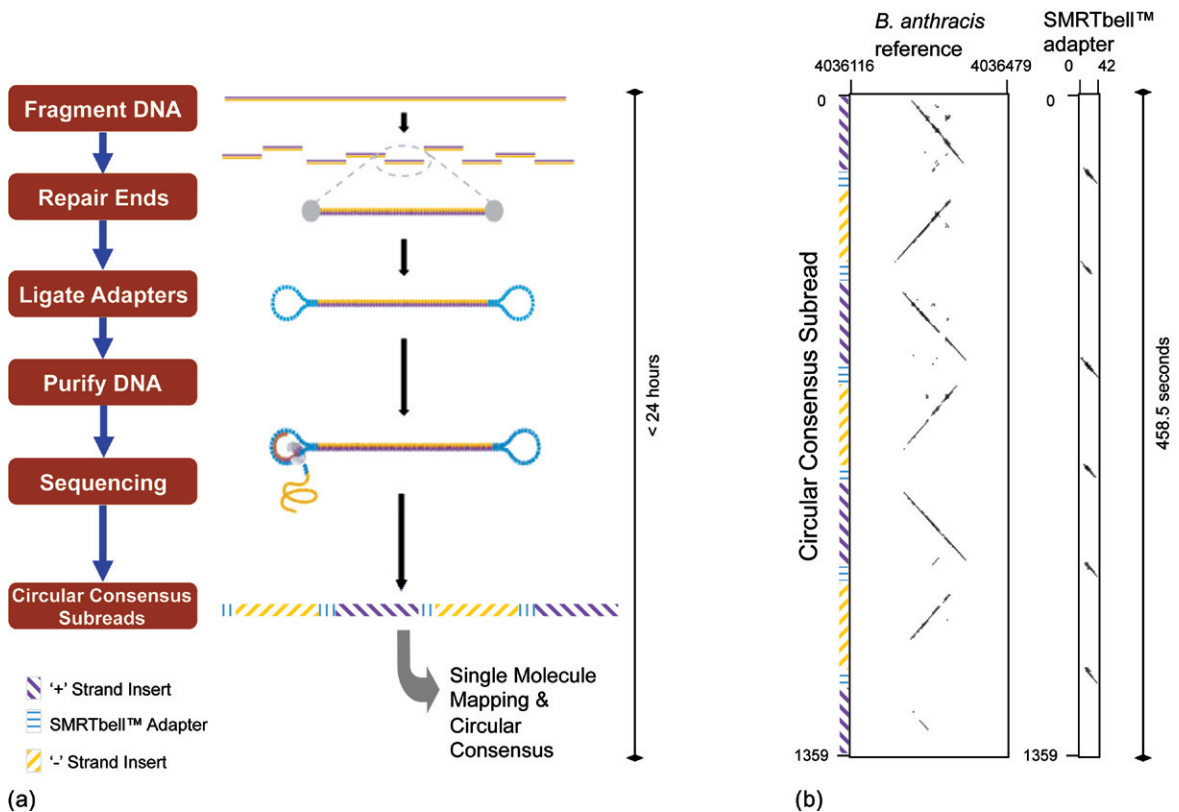 Fragment DNA
Repair Ends
Ligate Adapters
Purify DNA
Sequencing
Circular Consensus
Subreads
'+' Strand Insert
SMRTbell™ Adapter
'-' Strand Insert
Single Molecule
Mapping &
Circular
Consensus
< 24 hours
(a)
B. anthracis
reference
4036116
4036479
SMRTbell™
adapter
0
42
0
1359
Circular Consensus Subread
0
1359
458.5 seconds
(b)